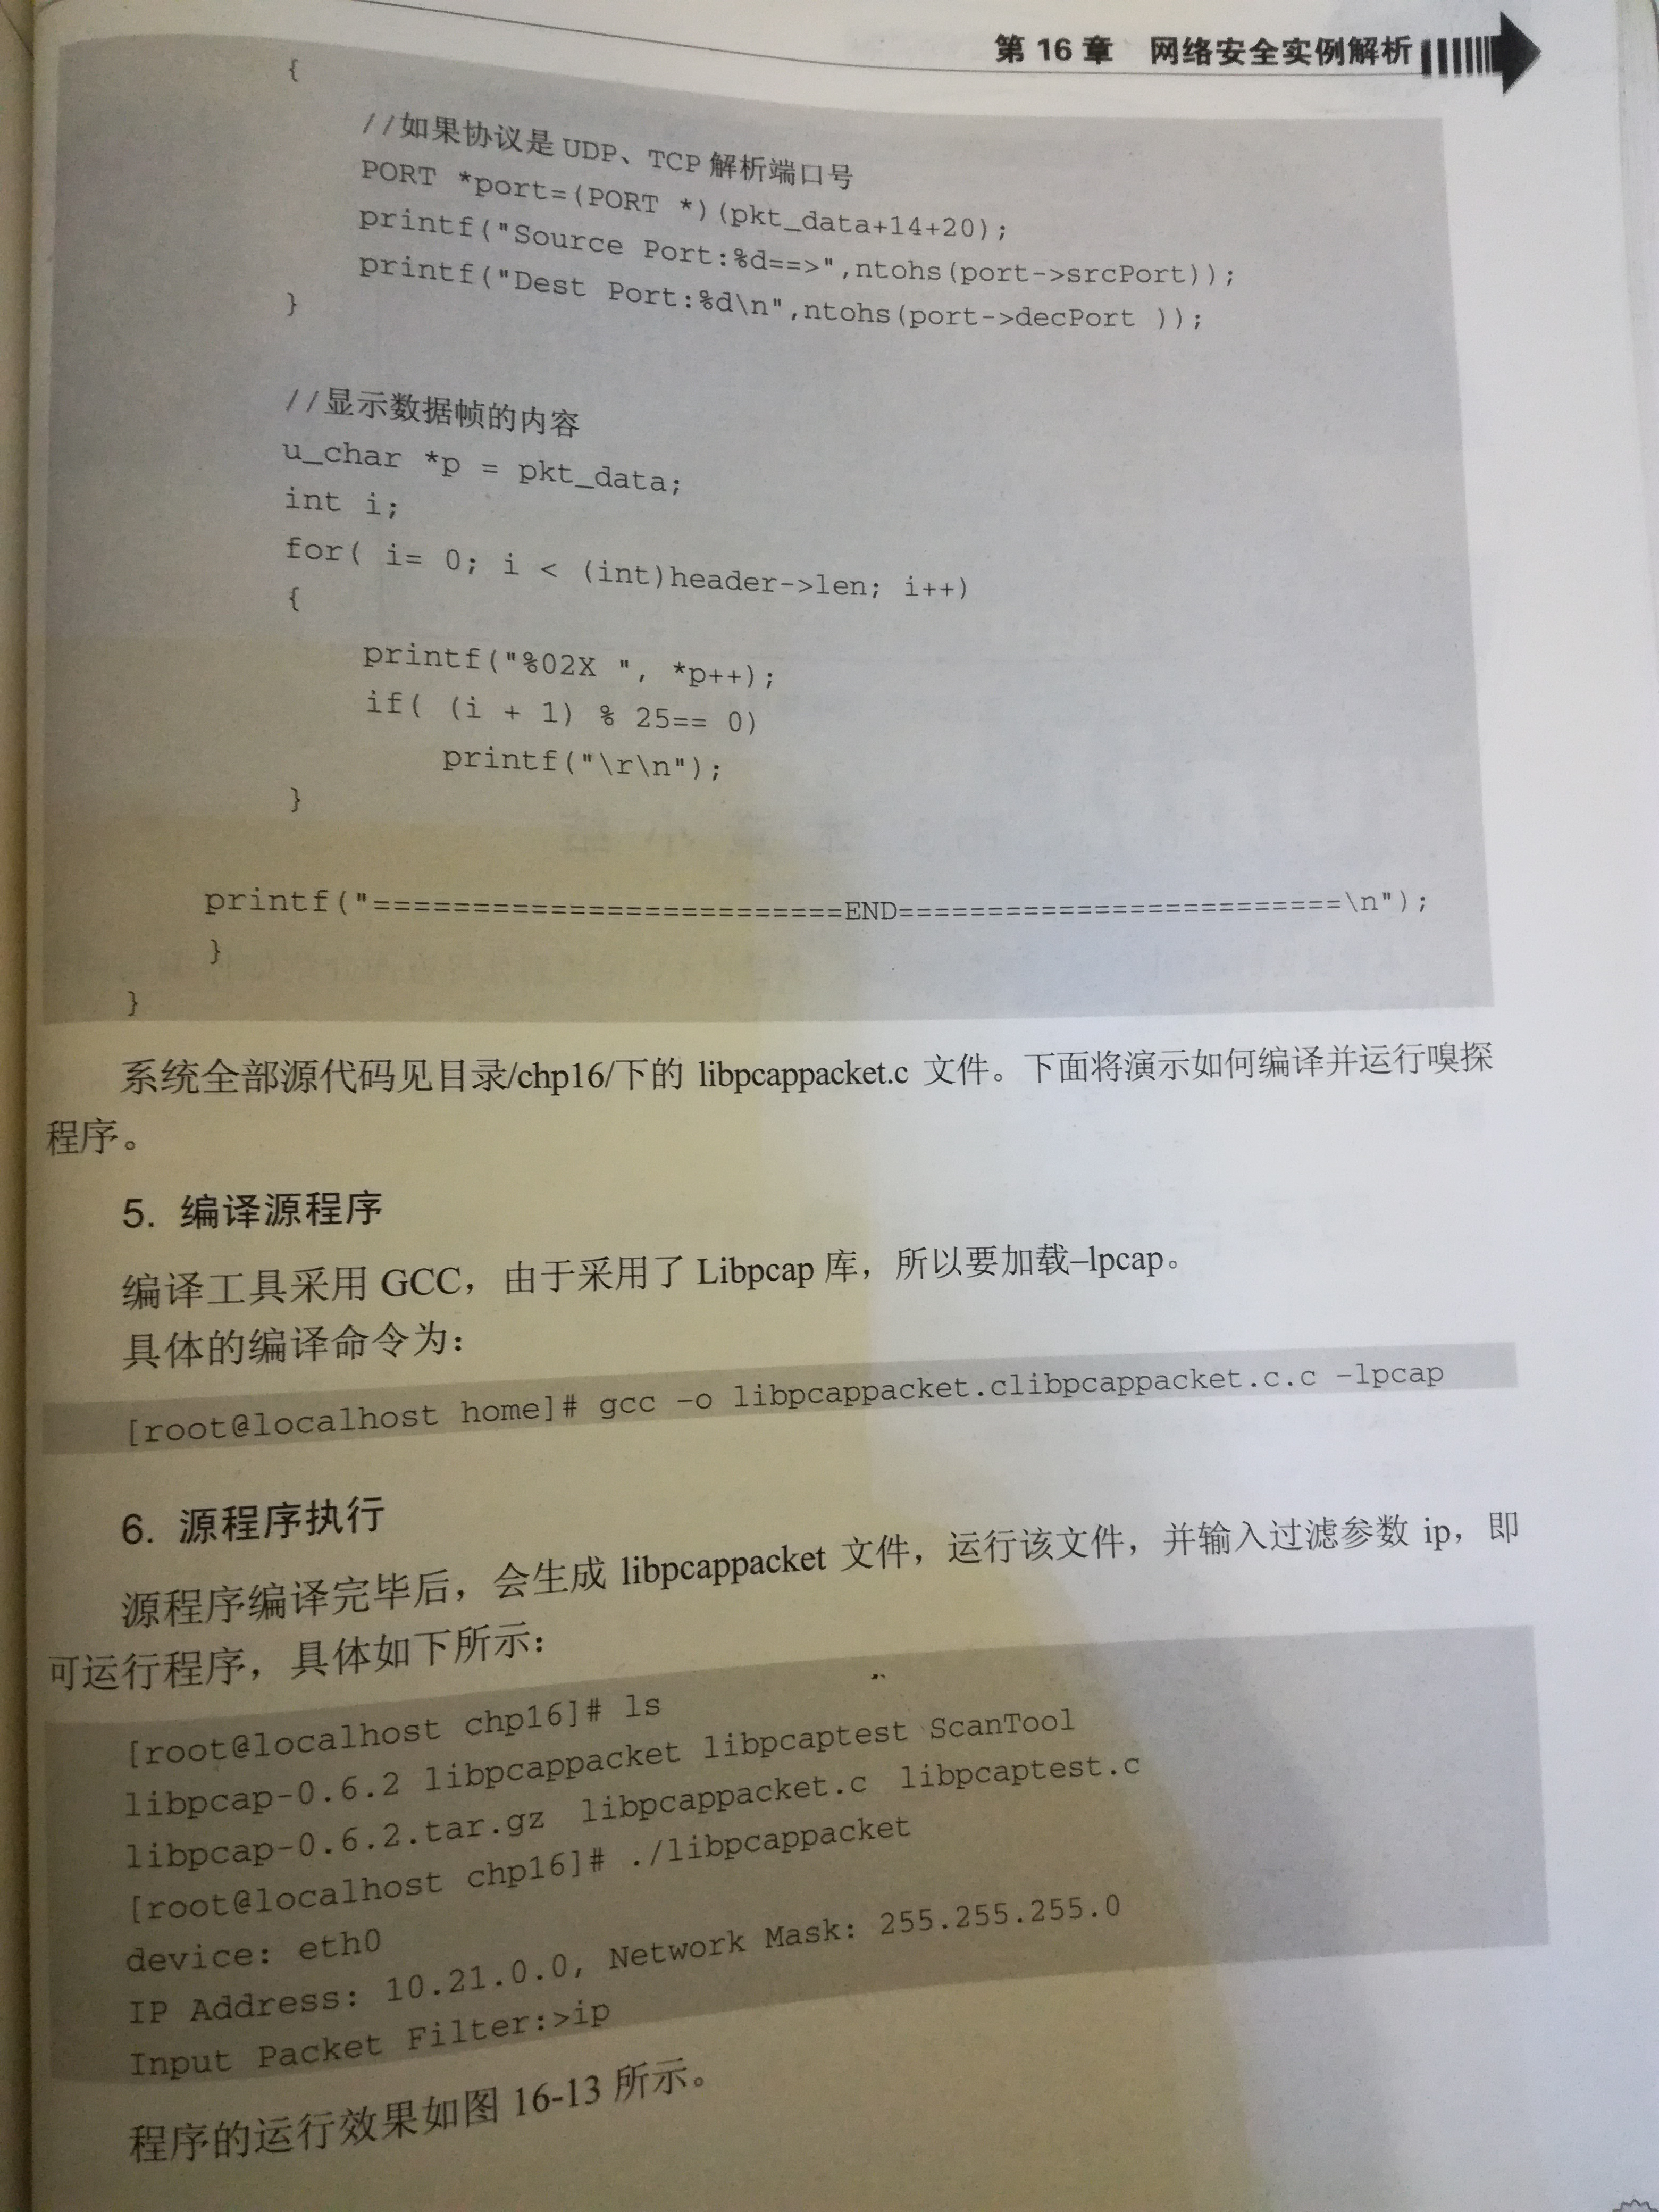 第 16 章 网络安全实例解析
{
//如果协议是 UDP、TCP 解析端口号
PORT *port=(PORT *)(pkt_data+14+20);
printf("Source Port:%d==>",ntohs(port->srcPort));
printf("Dest Port:%d\n",ntohs(port->decPort ));
}
//显示数据帧的内容
u_char *p = pkt_data;
int i;
for( i= 0; i < (int)header->len; i++)
{
printf("%02X ", *p++);
if( (i + 1) % 25== 0)
printf("\r\n");
}
printf("========================END=========================\n");
}
}
系统全部源代码见目录/chp16/下的 libpcappacket.c 文件。下面将演示如何编译并运行嗅探
程序。
5. 编译源程序
编译工具采用 GCC，由于采用了 Libpcap 库，所以要加载–lpcap。
具体的编译命令为：
[root@localhost home]# gcc -o libpcappacket.clibpcappacket.c.c -lpcap
6. 源程序执行
源程序编译完毕后，会生成 libpcappacket 文件，运行该文件，并输入过滤参数 ip，即
可运行程序，具体如下所示：
[root@localhost chp16]# ls
libpcap-0.6.2 libpcappacket libpcaptest ScanTool
libpcap-0.6.2.tar.gz libpcappacket.c libpcaptest.c
[root@localhost chp16]# ./libpcappacket
device: eth0
IP Address: 10.21.0.0, Network Mask: 255.255.255.0
Input Packet Filter:>ip
程序的运行效果如图 16-13 所示。